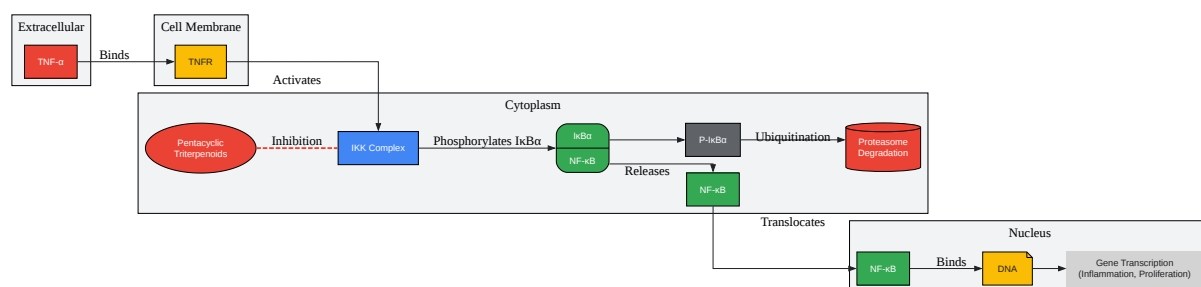 Extracellular
Cell Membrane
TNF-α
Binds
TNFR
Activates
Cytoplasm
Pentacyclic
Triterpenoids
Inhibition
IKK Complex
Phosphorylates IκBα
IκBα
NF-κB
P-IκBα
Ubiquitination
Proteasome
Degradation
Releases
NF-κB
Translocates
Nucleus
NF-κB
Binds
DNA
Gene Transcription
(Inflammation, Proliferation)